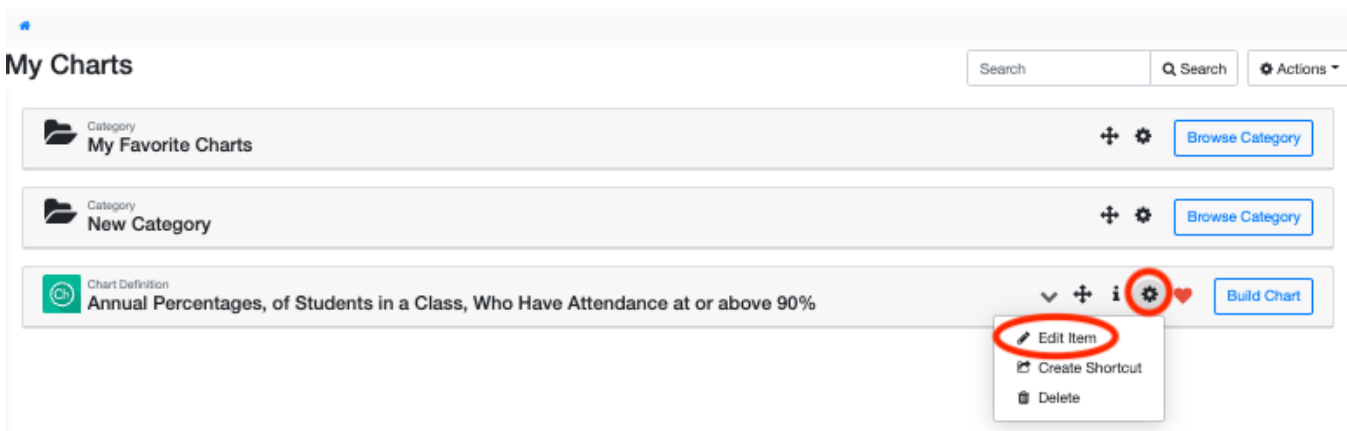 My Charts
Search
Search
Actions
Category
My Favorite Charts
Browse Category
Category
New Category
Browse Category
Ch
Chart Definition
Annual Percentages, of Students in a Class, Who Have Attendance at or above 90%
Build Chart
Edit Item
Create Shortcut
Delete